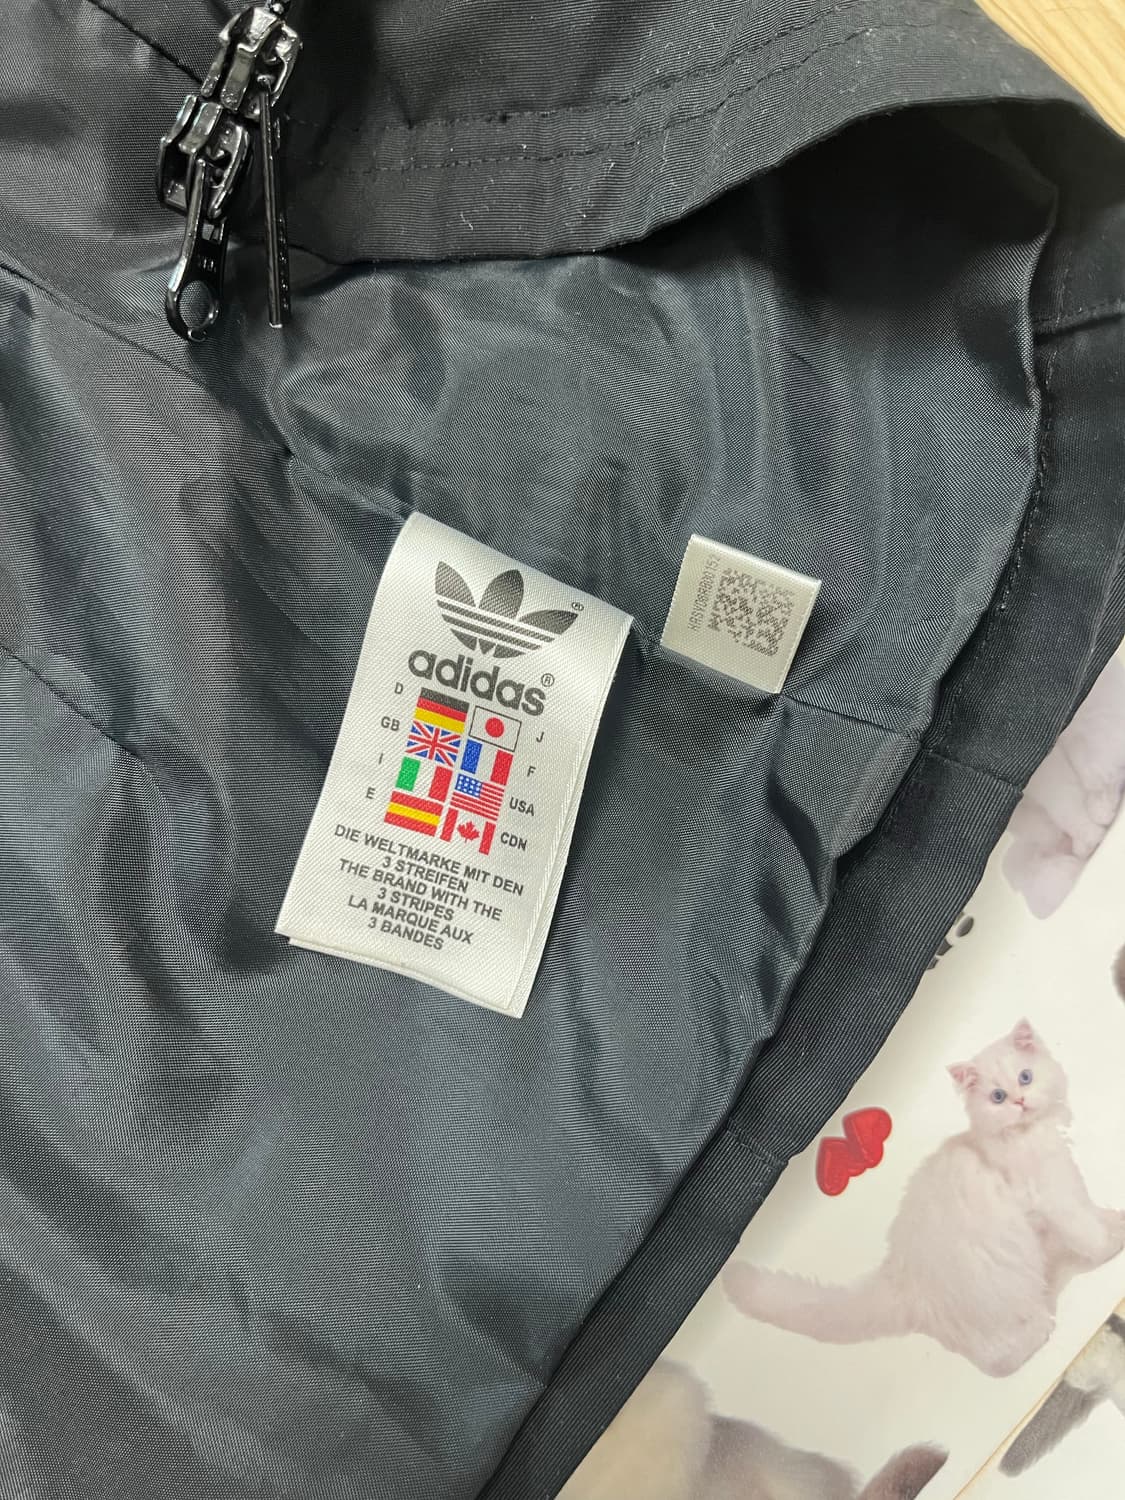 adidas®
D
J
GB
F
I
USA
E
CDN
DIE WELTMARKE MIT DEN
3 STREIFEN
THE BRAND WITH THE
3 STRIPES
LA MARQUE AUX
3 BANDES